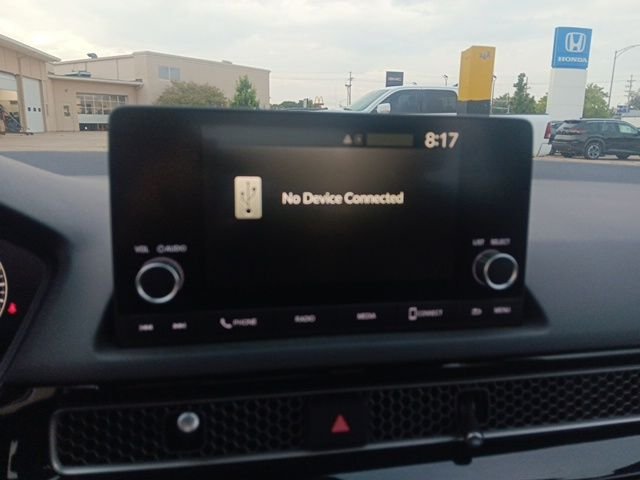 HONDA
8:17
No Device Connected
VOL AUDIO
LIST SELECT
PHONE RADIO MEDIA CONNECT MENU